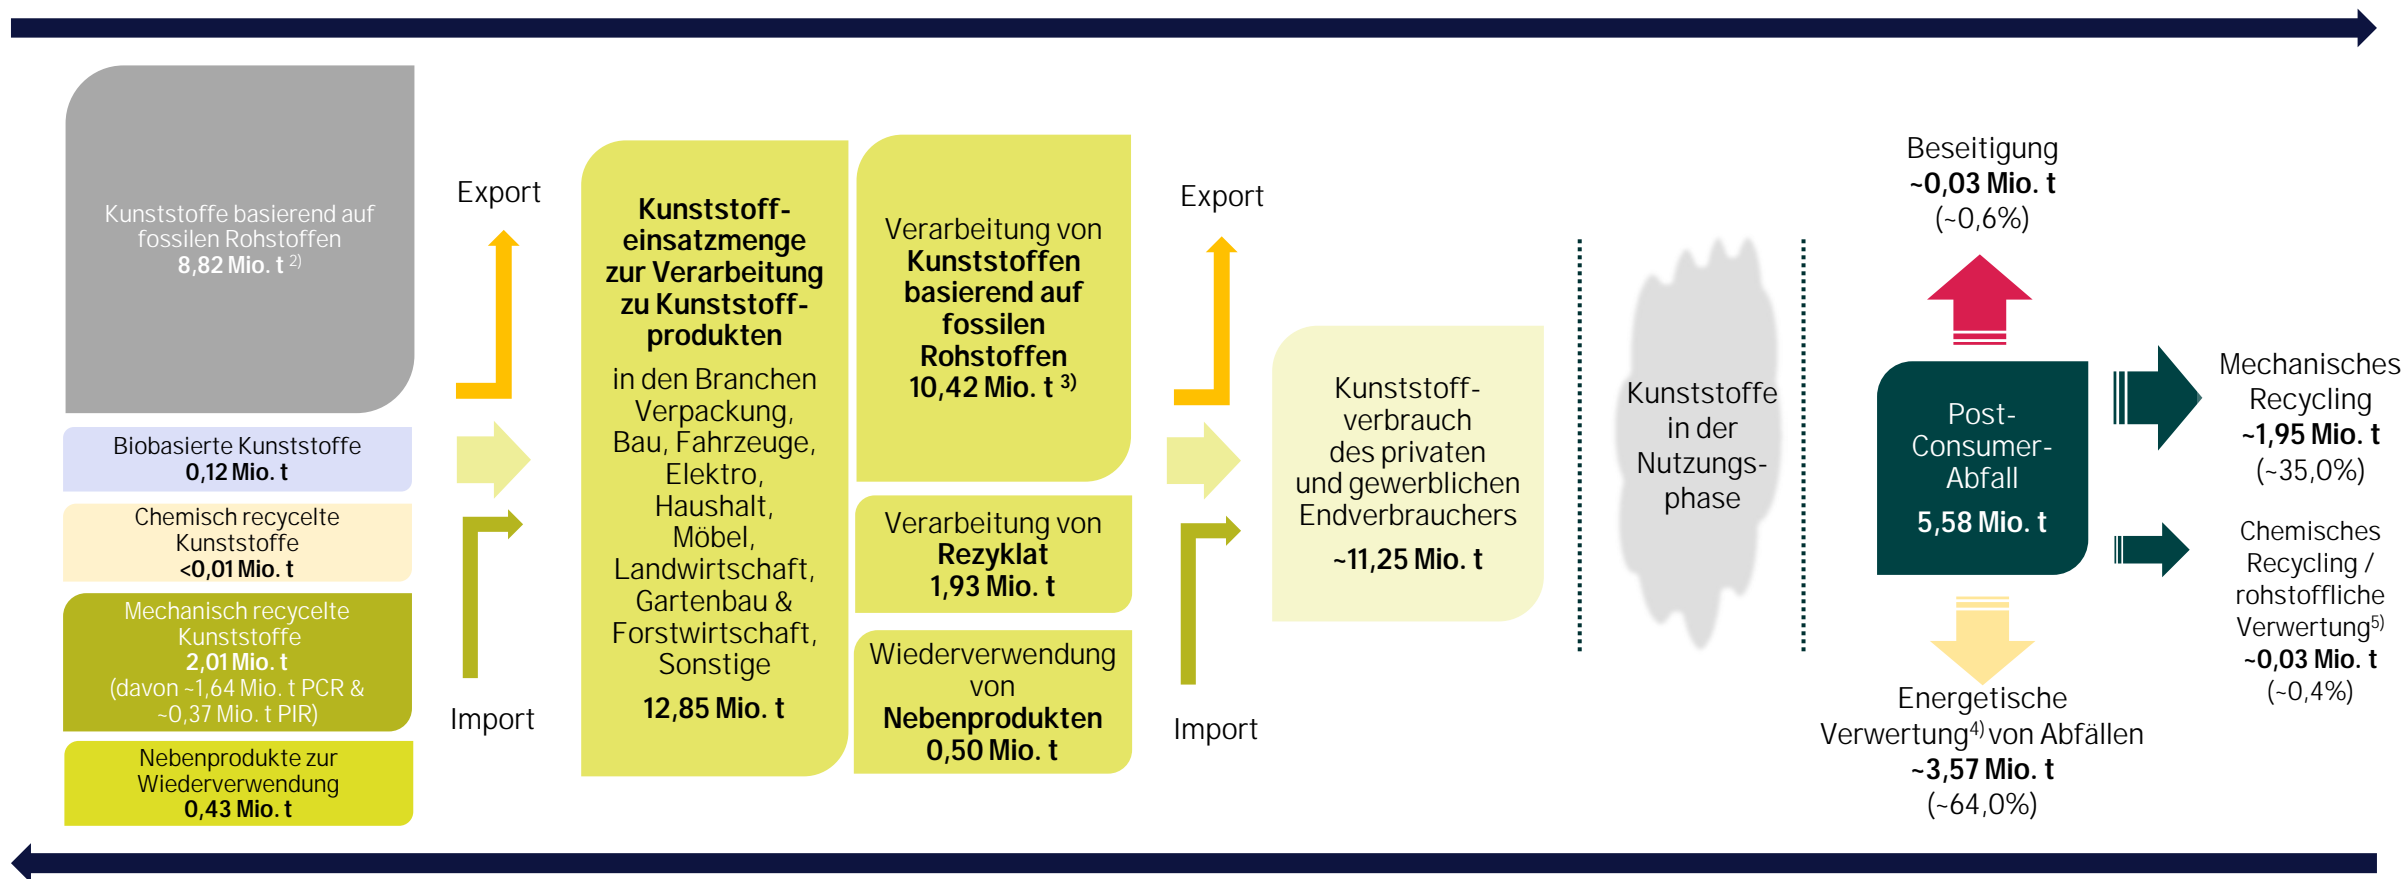 Kunststoffe basierend auf
fossilen Rohstoffen
8,82 Mio. t 2)
Biobasierte Kunststoffe
0,12 Mio. t
Chemisch recycelte
Kunststoffe
<0,01 Mio. t
Mechanisch recycelte
Kunststoffe
2,01 Mio. t
(davon ~1,64 Mio. t PCR &
~0,37 Mio. t PIR)
Nebenprodukte zur
Wiederverwendung
0,43 Mio. t
Export
Import
Kunststoff-
einsatzmenge
zur Verarbeitung
zu Kunststoff-
produkten
in den Branchen
Verpackung,
Bau, Fahrzeuge,
Elektro,
Haushalt,
Möbel,
Landwirtschaft,
Gartenbau &
Forstwirtschaft,
Sonstige
12,85 Mio. t
Verarbeitung von
Kunststoffen
basierend auf
fossilen
Rohstoffen
10,42 Mio. t 3)
Verarbeitung von
Rezyklat
1,93 Mio. t
Wiederverwendung
von
Nebenprodukten
0,50 Mio. t
Export
Import
Kunststoff-
verbrauch
des privaten
und gewerblichen
Endverbrauchers
~11,25 Mio. t
Kunststoffe
in der
Nutzungs-
phase
Beseitigung
~0,03 Mio. t
(~0,6%)
Post-
Consumer-
Abfall
5,58 Mio. t
Mechanisches
Recycling
~1,95 Mio. t
(~35,0%)
Chemisches
Recycling /
rohstoffliche
Verwertung5)
~0,03 Mio. t
(~0,4%)
Energetische
Verwertung4) von Abfällen
~3,57 Mio. t
(~64,0%)